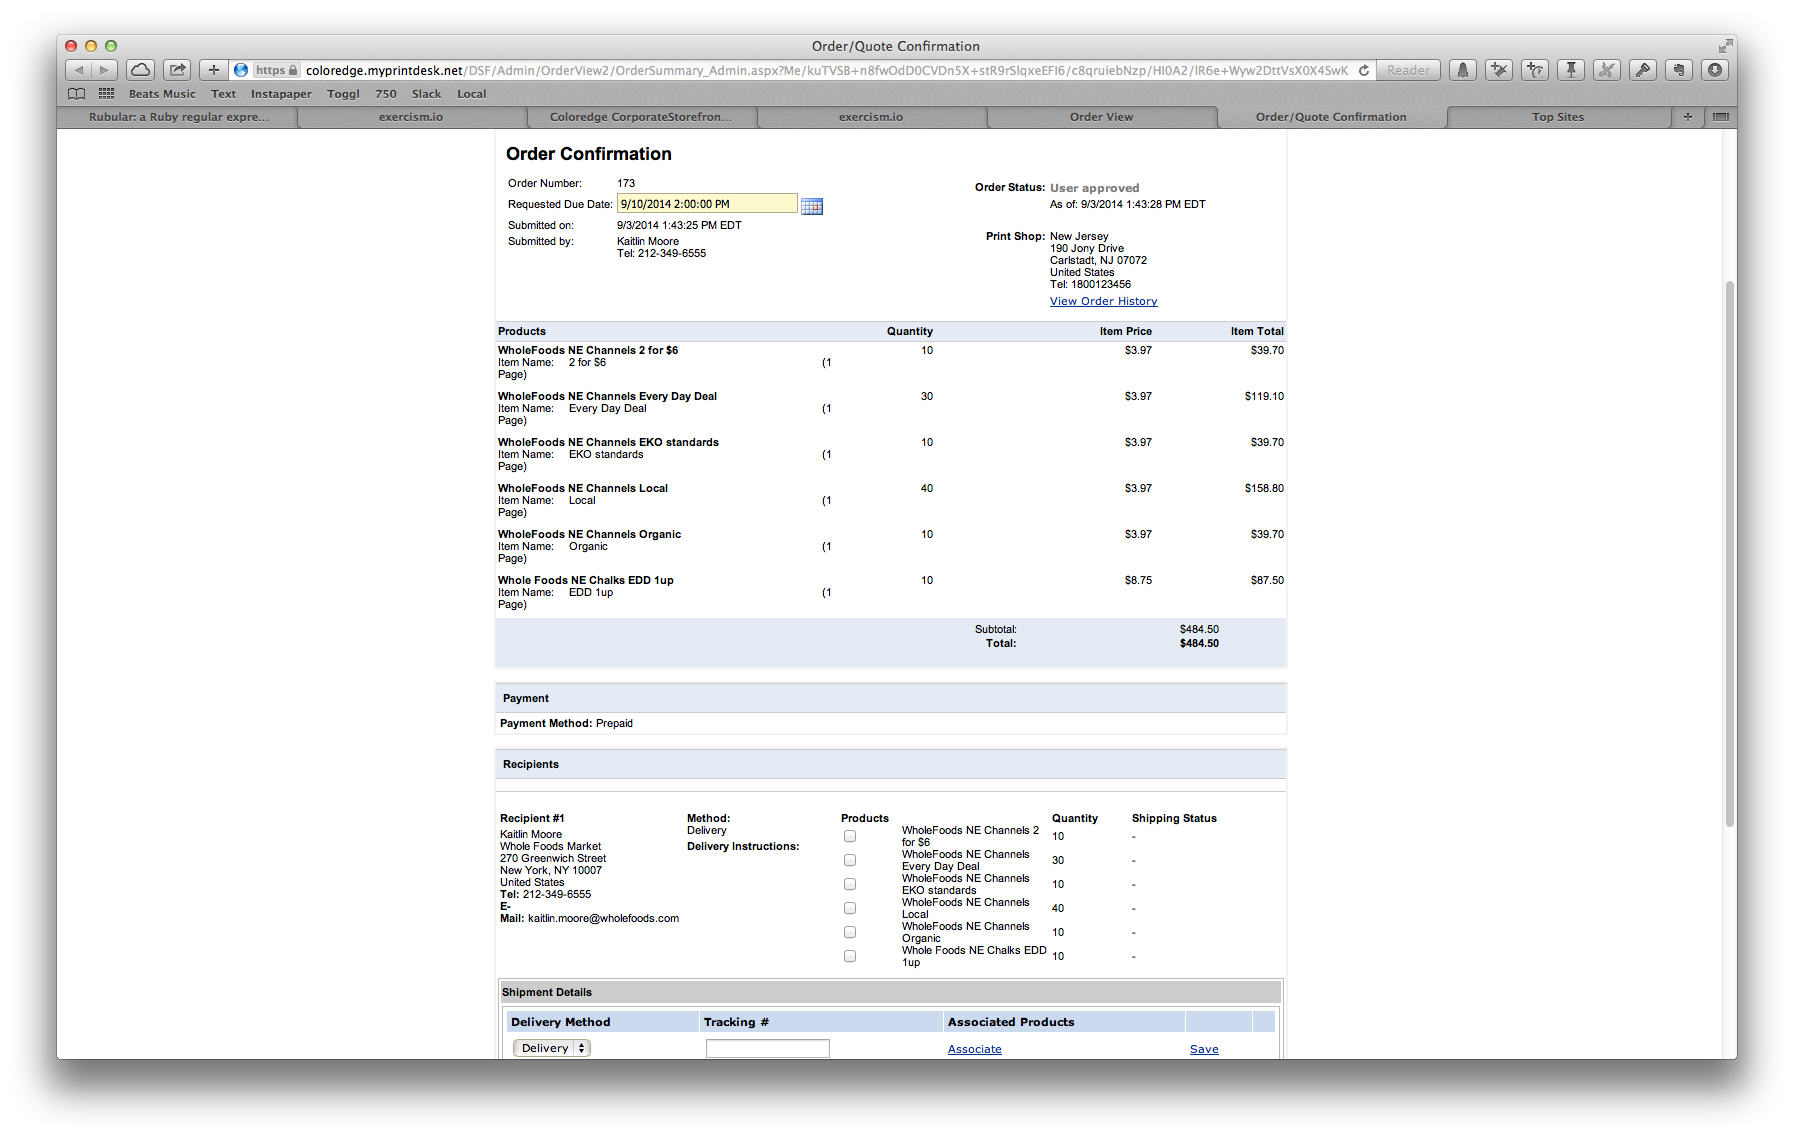 Order/Quote Confirmation
https coloredge.myprintdesk.net/DSF/Admin/OrderView2/OrderSummary_Admin.aspx?Me/kuTVSB+n8fwOdD0CVDn5X+stR9rSlqxeEFI6/c8qruiebNzp/HI0A2/lR6e+Wyw2DttVsX0X4SwK Reader
Beats Music Text Instapaper Toggl 750 Slack Local
Rubular: a Ruby regular expre... exercism.io Coloredge CorporateStorefron... exercism.io Order View Order/Quote Confirmation Top Sites
Order Confirmation
Order Number: 173
Requested Due Date: 9/10/2014 2:00:00 PM
Submitted on: 9/3/2014 1:43:25 PM EDT
Submitted by: Kaitlin Moore
Tel: 212-349-6555
Order Status: User approved
As of: 9/3/2014 1:43:28 PM EDT
Print Shop: New Jersey
190 Jony Drive
Carlstadt, NJ 07072
United States
Tel: 1800123456
View Order History
Products Quantity Item Price Item Total
WholeFoods NE Channels 2 for $6 10 $3.97 $39.70
Item Name: 2 for $6 (1
Page)
WholeFoods NE Channels Every Day Deal 30 $3.97 $119.10
Item Name: Every Day Deal (1
Page)
WholeFoods NE Channels EKO standards 10 $3.97 $39.70
Item Name: EKO standards (1
Page)
WholeFoods NE Channels Local 40 $3.97 $158.80
Item Name: Local (1
Page)
WholeFoods NE Channels Organic 10 $3.97 $39.70
Item Name: Organic (1
Page)
Whole Foods NE Chalks EDD 1up 10 $8.75 $87.50
Item Name: EDD 1up (1
Page)
Subtotal: $484.50
Total: $484.50
Payment
Payment Method: Prepaid
Recipients
Recipient #1
Kaitlin Moore
Whole Foods Market
270 Greenwich Street
New York, NY 10007
United States
Tel: 212-349-6555
E-
Mail: kaitlin.moore@wholefoods.com
Method:
Delivery
Delivery Instructions:
Products Quantity Shipping Status
WholeFoods NE Channels 2
for $6 10 -
WholeFoods NE Channels
Every Day Deal 30 -
WholeFoods NE Channels
EKO standards 10 -
WholeFoods NE Channels
Local 40 -
WholeFoods NE Channels
Organic 10 -
Whole Foods NE Chalks EDD
1up 10 -
Shipment Details
Delivery Method Tracking # Associated Products
Delivery Associate Save